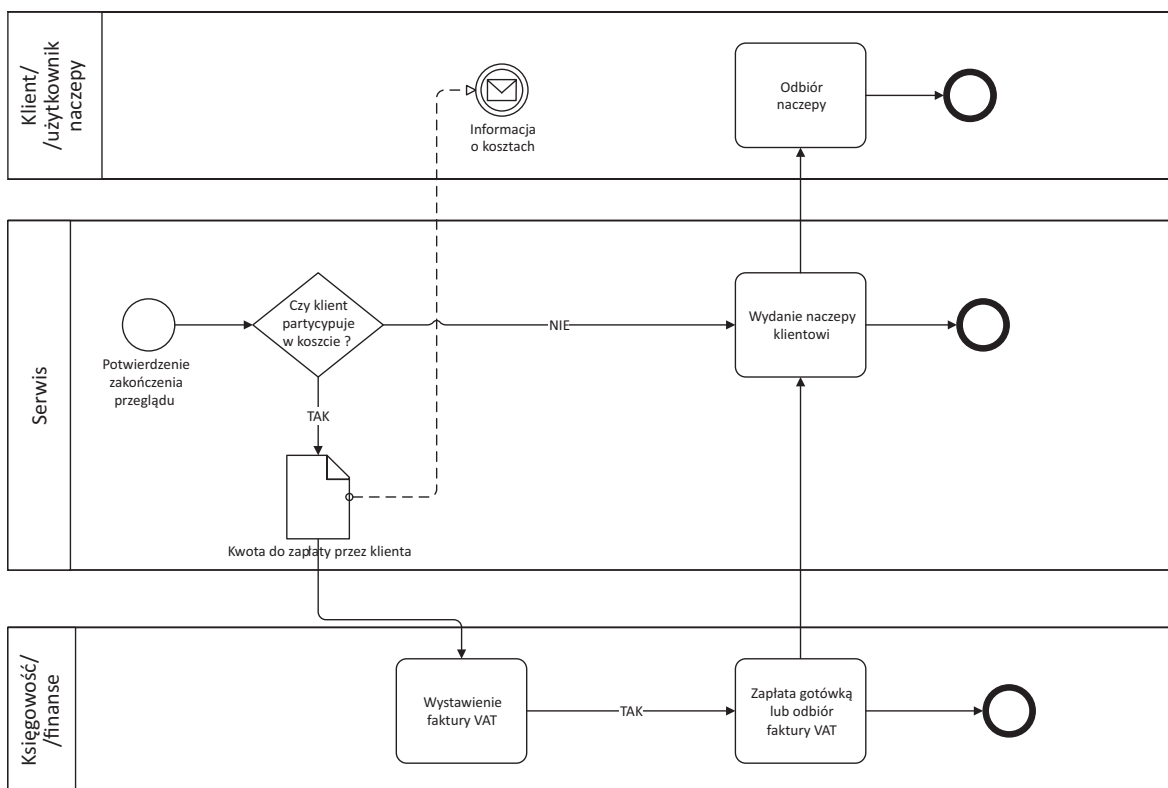 Klient/
/użytkownik
naczepy
Informacja
o kosztach
Odbiór
naczepy
Serwis
Potwierdzenie
zakończenia
przeglądu
Czy klient
partycypuje
w koszcie ?
NIE
Wydanie naczepy
klientowi
TAK
Kwota do zapłaty przez klienta
Księgowość/
/finanse
Wystawienie
faktury VAT
TAK
Zapłata gotówką
lub odbiór
faktury VAT